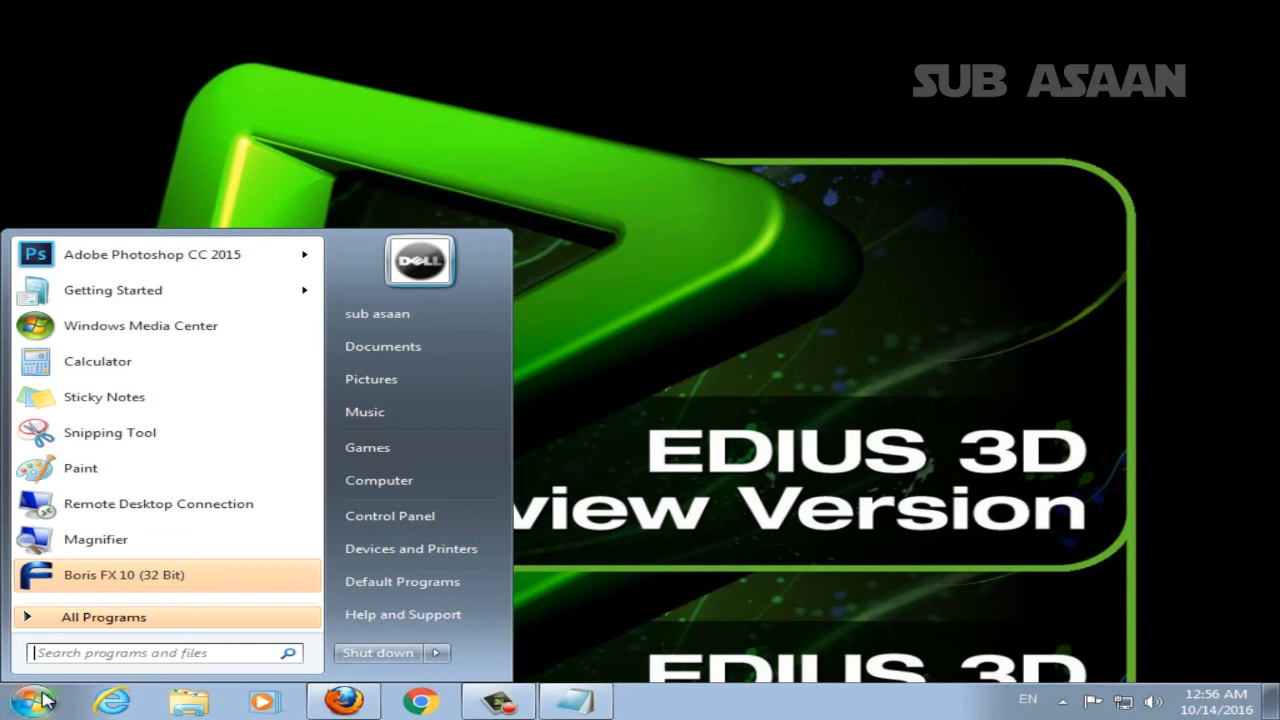 SUB ASAAN
Ps
Adobe Photoshop CC 2015
Getting Started
Windows Media Center
Calculator
Sticky Notes
Snipping Tool
Paint
Remote Desktop Connection
Magnifier
Boris FX 10 (32 Bit)
All Programs
Search programs and files
DELL
sub asaan
Documents
Pictures
Music
Games
Computer
Control Panel
Devices and Printers
Default Programs
Help and Support
Shut down
EDIUS 3D
view Version
EDIUS 3D
EN
12:56 AM
10/14/2016